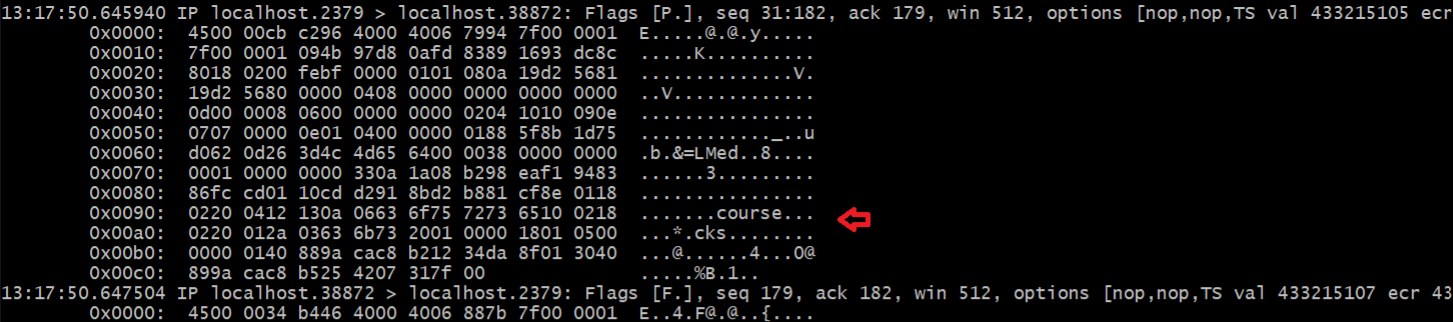 13:17:50.645940 IP localhost.2379 > localhost.38872: Flags [P.], seq 31:182, ack 179, win 512, options [nop,nop,TS val 433215105 ecr
0x0000: 4500 00cb c296 4000 4006 7994 7f00 0001 E.....@.@.y.....
0x0010: 7f00 0001 094b 97d8 0afd 8389 1693 dc8c .....K..........
0x0020: 8018 0200 febf 0000 0101 080a 19d2 5681 ..............V.
0x0030: 19d2 5680 0000 0408 0000 0000 0000 0000 ..V.............
0x0040: 0d00 0008 0600 0000 0000 0204 1010 090e ................
0x0050: 0707 0000 0e01 0400 0000 0188 5f8b 1d75 ............_..u
0x0060: d062 0d26 3d4c 4d65 6400 0038 0000 0000 .b.&=LMed..8....
0x0070: 0001 0000 0000 330a 1a08 b298 eaf1 9483 ......3.........
0x0080: 86fc cd01 10cd d291 8bd2 b881 cf8e 0118 ................
0x0090: 0220 0412 130a 0663 6f75 7273 6510 0218 .......course...
0x00a0: 0220 012a 0363 6b73 2001 0000 1801 0500 ...*.cks........
0x00b0: 0000 0140 889a cac8 b212 34da 8f01 3040 ...@......4...0@
0x00c0: 899a cac8 b525 4207 317f 00 .....%B.1..
13:17:50.647504 IP localhost.38872 > localhost.2379: Flags [F.], seq 179, ack 182, win 512, options [nop,nop,TS val 433215107 ecr 43
0x0000: 4500 0034 b446 4000 4006 887b 7f00 0001 E..4.F@.@..{....